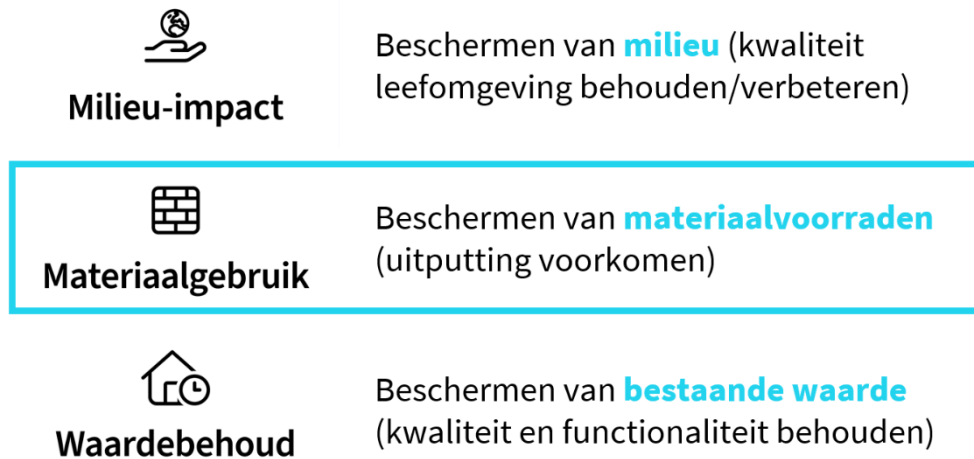 Milieu-impact
Beschermen van milieu (kwaliteit
leefomgeving behouden/verbeteren)
Materiaalgebruik
Beschermen van materiaalvoorraden
(uitputting voorkomen)
Waardebehoud
Beschermen van bestaande waarde
(kwaliteit en functionaliteit behouden)